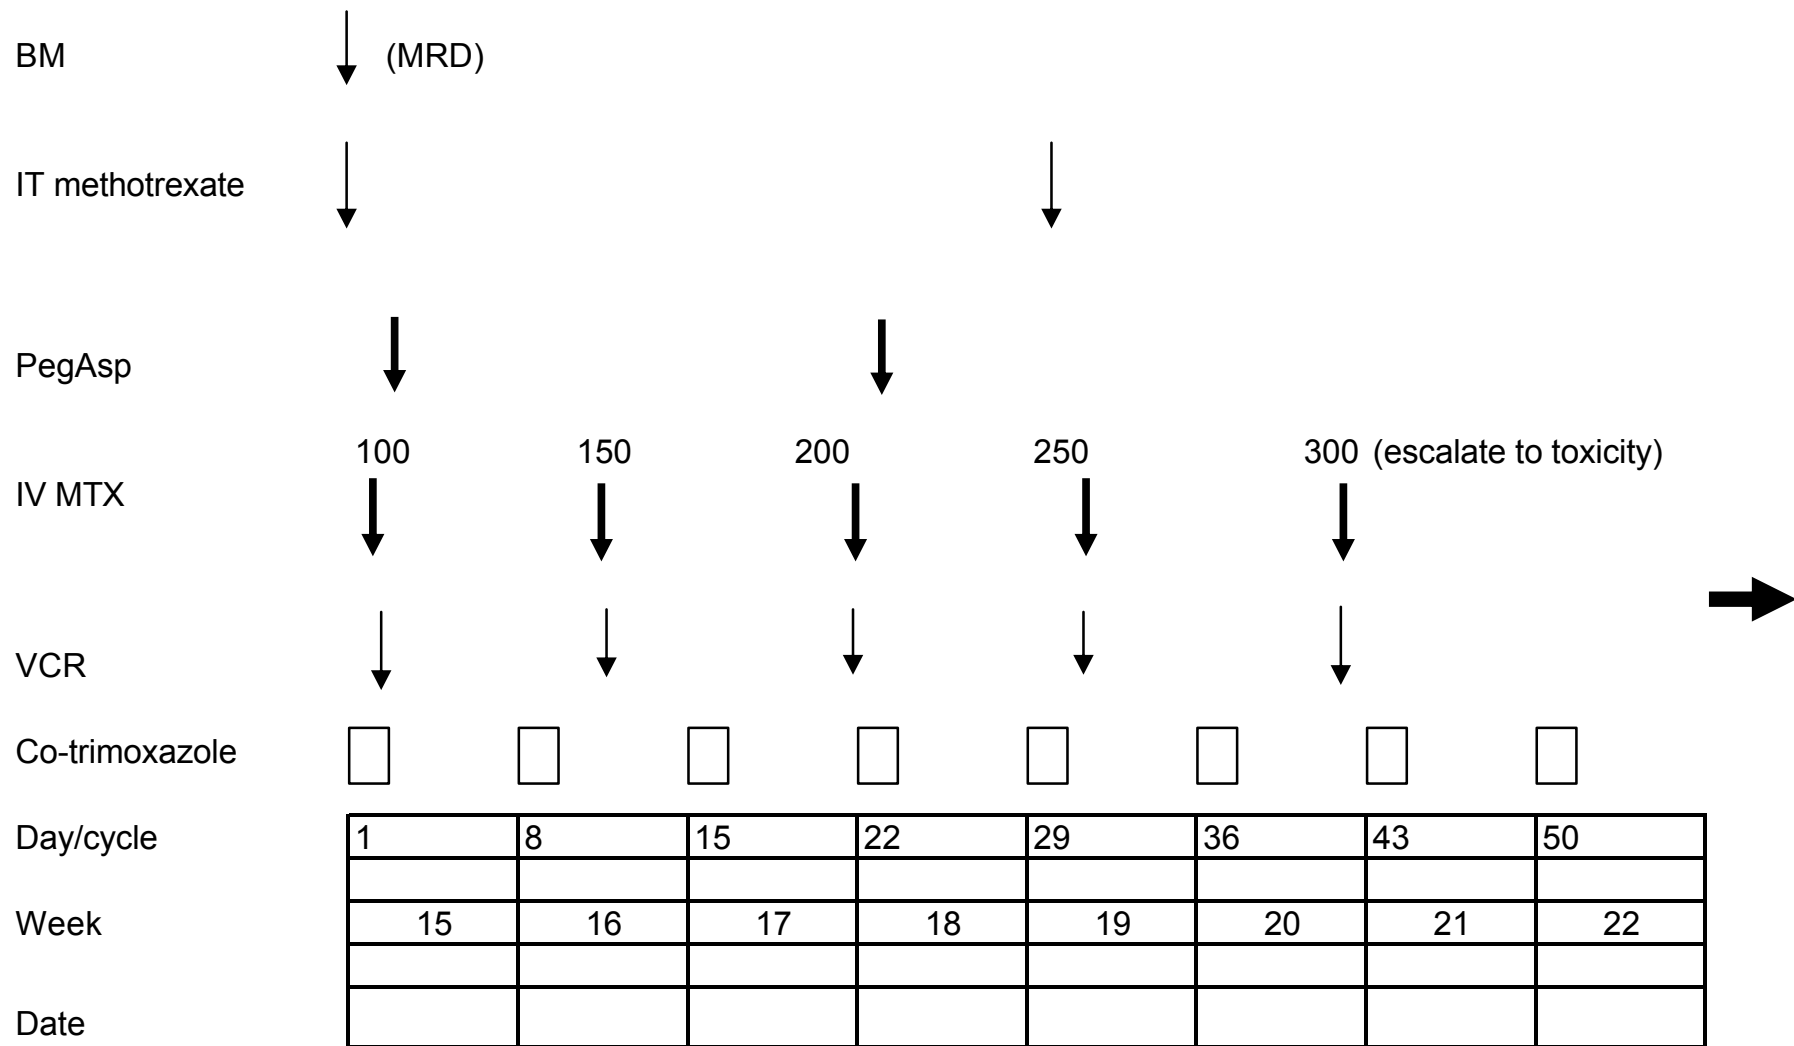 BM (MRD)
IT methotrexate
PegAsp
100 150 200 250 300 (escalate to toxicity)
IV MTX
VCR
Co-trimoxazole
Day/cycle 1 8 15 22 29 36 43 50
Week 15 16 17 18 19 20 21 22
Date